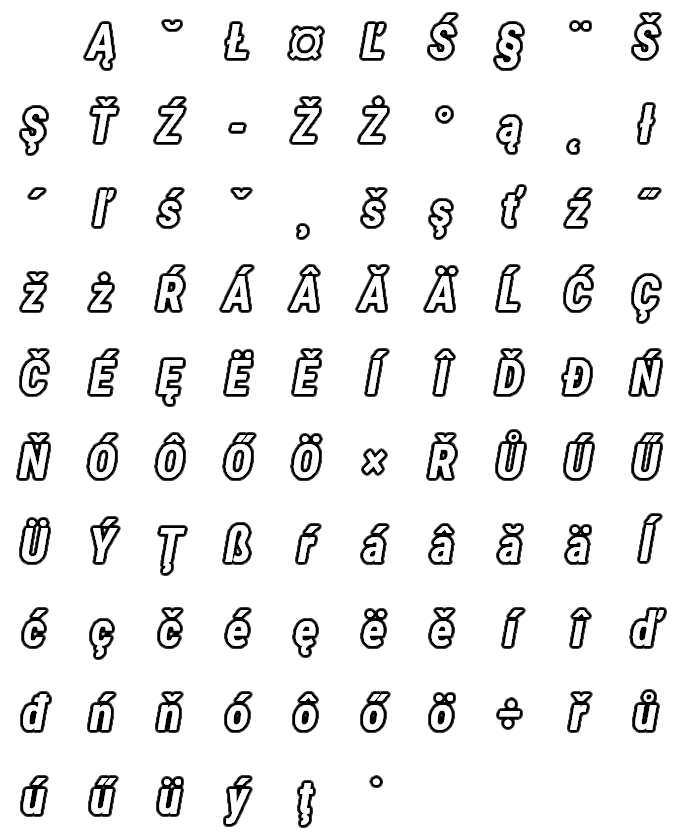 Ą ˘ Ł ¤ Ľ Ś § ¨ Š
Ş Ť Ź - Ž Ż ° ą ˛ ł
´ ľ ś ˇ ¸ š ş ť ź ˝
ž ż Ŕ Á Â Ă Ä Ĺ Ć Ç
Č É Ę Ë Ě Í Î Ď Đ Ń
Ň Ó Ô Ő Ö × Ř Ů Ú Ű
Ü Ý Ţ ß ŕ á â ă ä ĺ
ć ç č é ę ë ě í î ď
đ ń ň ó ô ő ö ÷ ř ů
ú ű ü ý ţ ˙